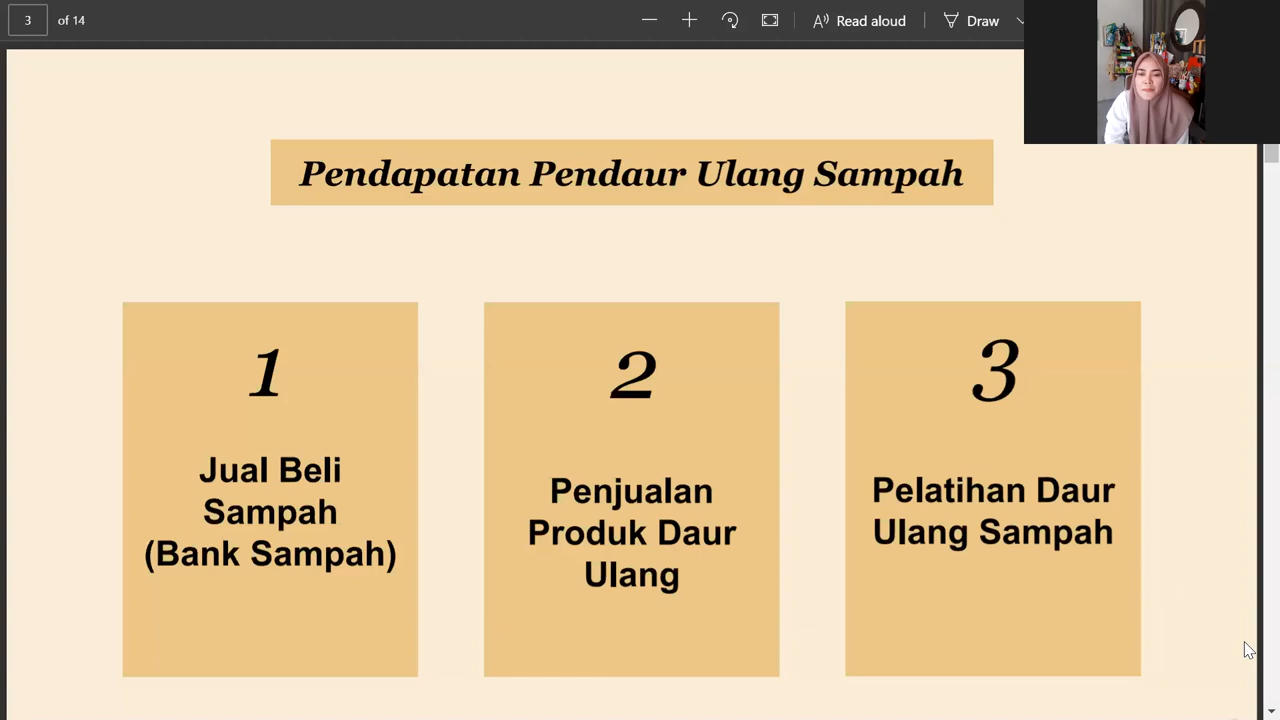 3 of 14
Read aloud
Draw
Pendapatan Pendaur Ulang Sampah
1
Jual Beli
Sampah
(Bank Sampah)
2
Penjualan
Produk Daur
Ulang
3
Pelatihan Daur
Ulang Sampah